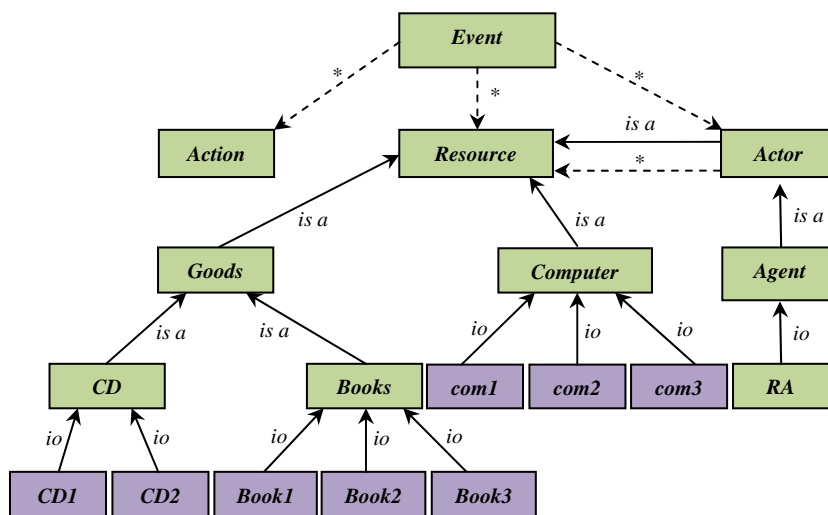 Event
*
*
*
Action
Resource
is a
*
Actor
is a
is a
is a
Goods
Computer
Agent
is a
is a
io
io
io
io
CD
Books
com1
com2
com3
RA
io
io
io
io
io
CD1
CD2
Book1
Book2
Book3